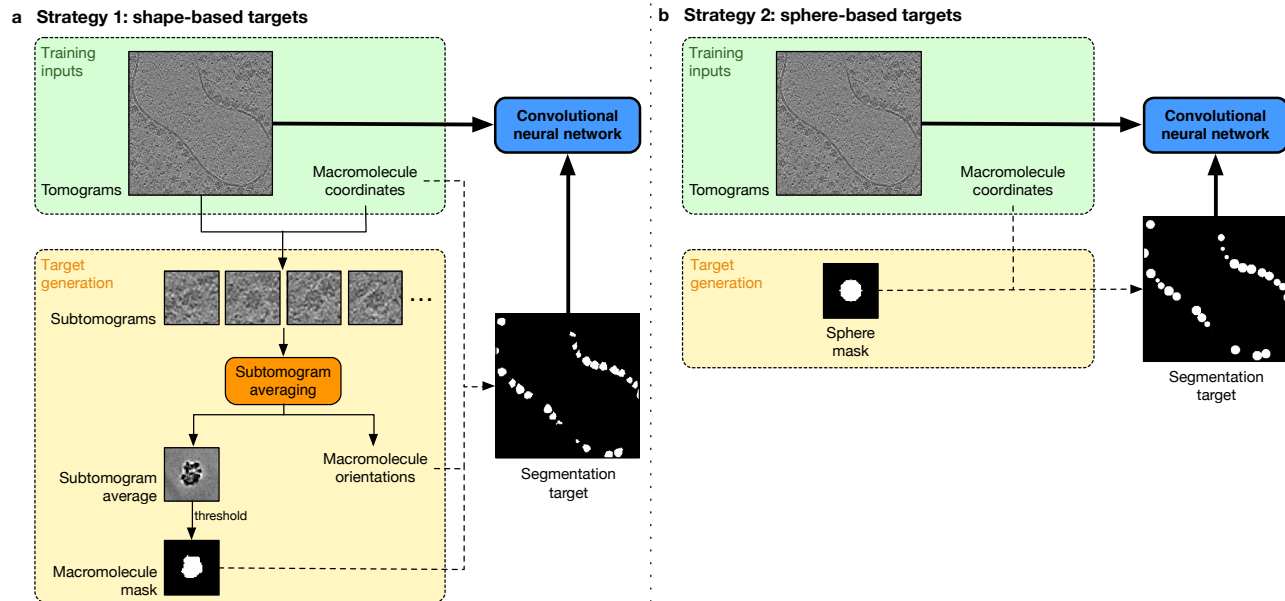 a Strategy 1: shape-based targets
Training
inputs
Tomograms
Macromolecule
coordinates
Convolutional
neural network
Target
generation
Subtomograms
...
Subtomogram
averaging
Subtomogram
average
Macromolecule
orientations
threshold
Macromolecule
mask
Segmentation
target
b Strategy 2: sphere-based targets
Training
inputs
Tomograms
Macromolecule
coordinates
Convolutional
neural network
Target
generation
Sphere
mask
Segmentation
target